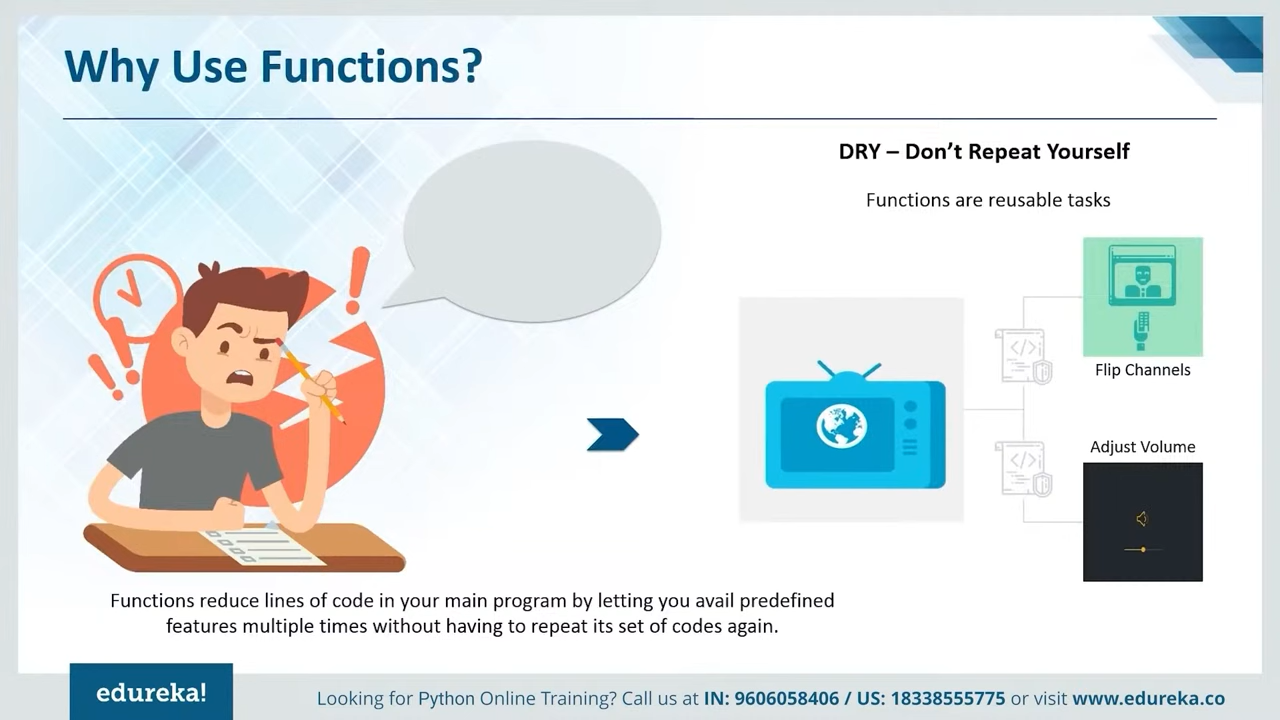 Why Use Functions?
DRY – Don't Repeat Yourself
Functions are reusable tasks
</>
Flip Channels
Adjust Volume
</>
Functions reduce lines of code in your main program by letting you avail predefined
features multiple times without having to repeat its set of codes again.
edureka!
Looking for Python Online Training? Call us at IN: 9606058406 / US: 18338555775 or visit www.edureka.co